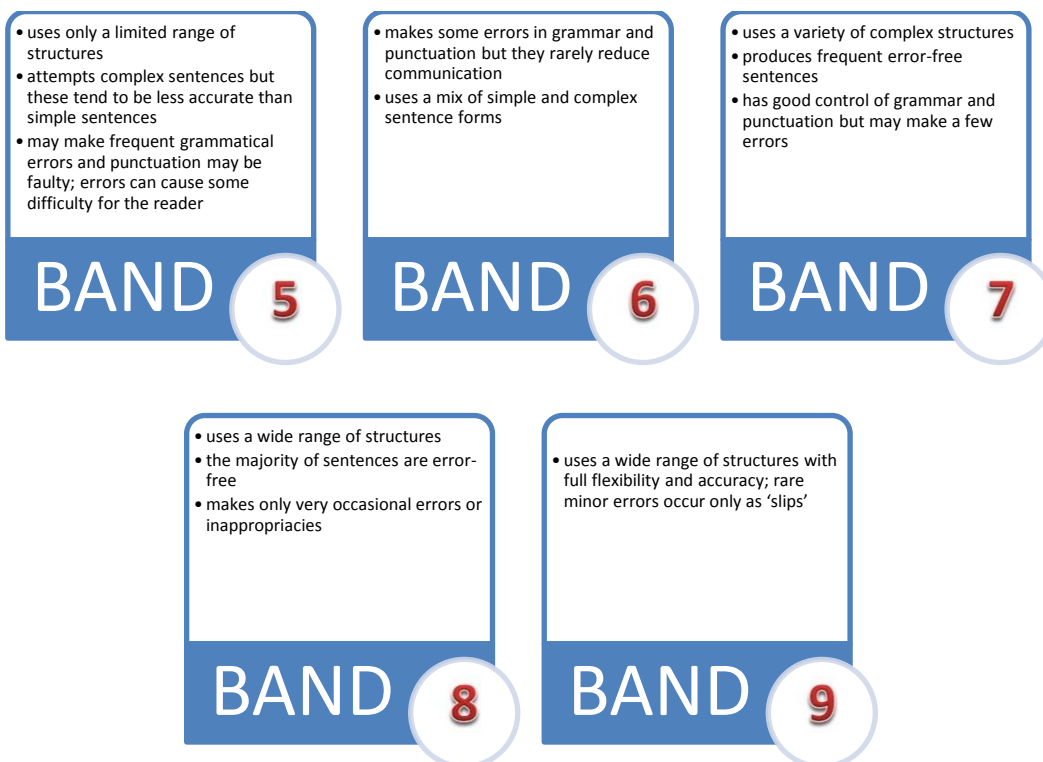 • uses only a limited range of
structures
• attempts complex sentences but
these tend to be less accurate than
simple sentences
• may make frequent grammatical
errors and punctuation may be
faulty; errors can cause some
difficulty for the reader
BAND 5
• makes some errors in grammar and
punctuation but they rarely reduce
communication
• uses a mix of simple and complex
sentence forms
BAND 6
• uses a variety of complex structures
• produces frequent error-free
sentences
• has good control of grammar and
punctuation but may make a few
errors
BAND 7
• uses a wide range of structures
• the majority of sentences are error-
free
• makes only very occasional errors or
inappropriacies
BAND 8
• uses a wide range of structures with
full flexibility and accuracy; rare
minor errors occur only as ‘slips’
BAND 9